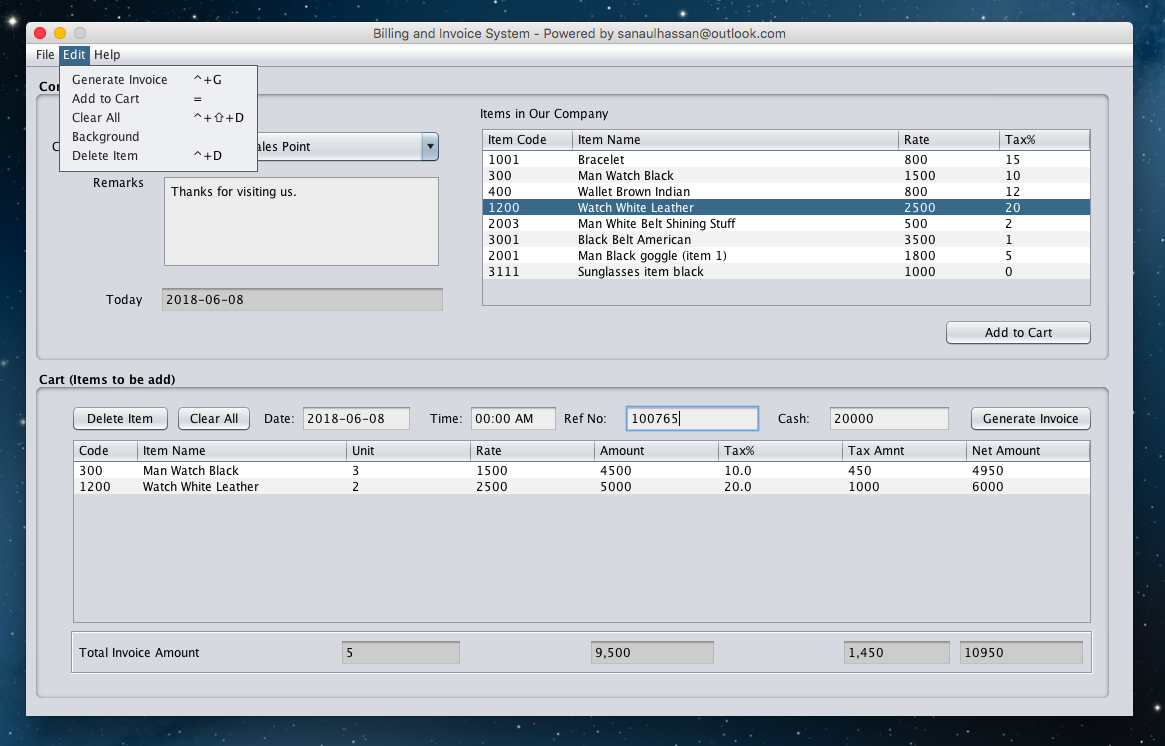 Billing and Invoice System - Powered by sanaulhassan@outlook.com
File Edit Help
Generate Invoice ^+G
Add to Cart =
Clear All ^+⇧+D
Background
Delete Item ^+D
Items in Our Company
Item Code Item Name Rate Tax%
1001 Bracelet 800 15
300 Man Watch Black 1500 10
400 Wallet Brown Indian 800 12
1200 Watch White Leather 2500 20
2003 Man White Belt Shining Stuff 500 2
3001 Black Belt American 3500 1
2001 Man Black goggle (item 1) 1800 5
3111 Sunglasses item black 1000 0
Point
Remarks
Thanks for visiting us.
Today 2018-06-08
Add to Cart
Cart (Items to be add)
Delete Item Clear All Date: 2018-06-08 Time: 00:00 AM Ref No: 100765 Cash: 20000 Generate Invoice
Code Item Name Unit Rate Amount Tax% Tax Amnt Net Amount
300 Man Watch Black 3 1500 4500 10.0 450 4950
1200 Watch White Leather 2 2500 5000 20.0 1000 6000
Total Invoice Amount 5 9,500 1,450 10950